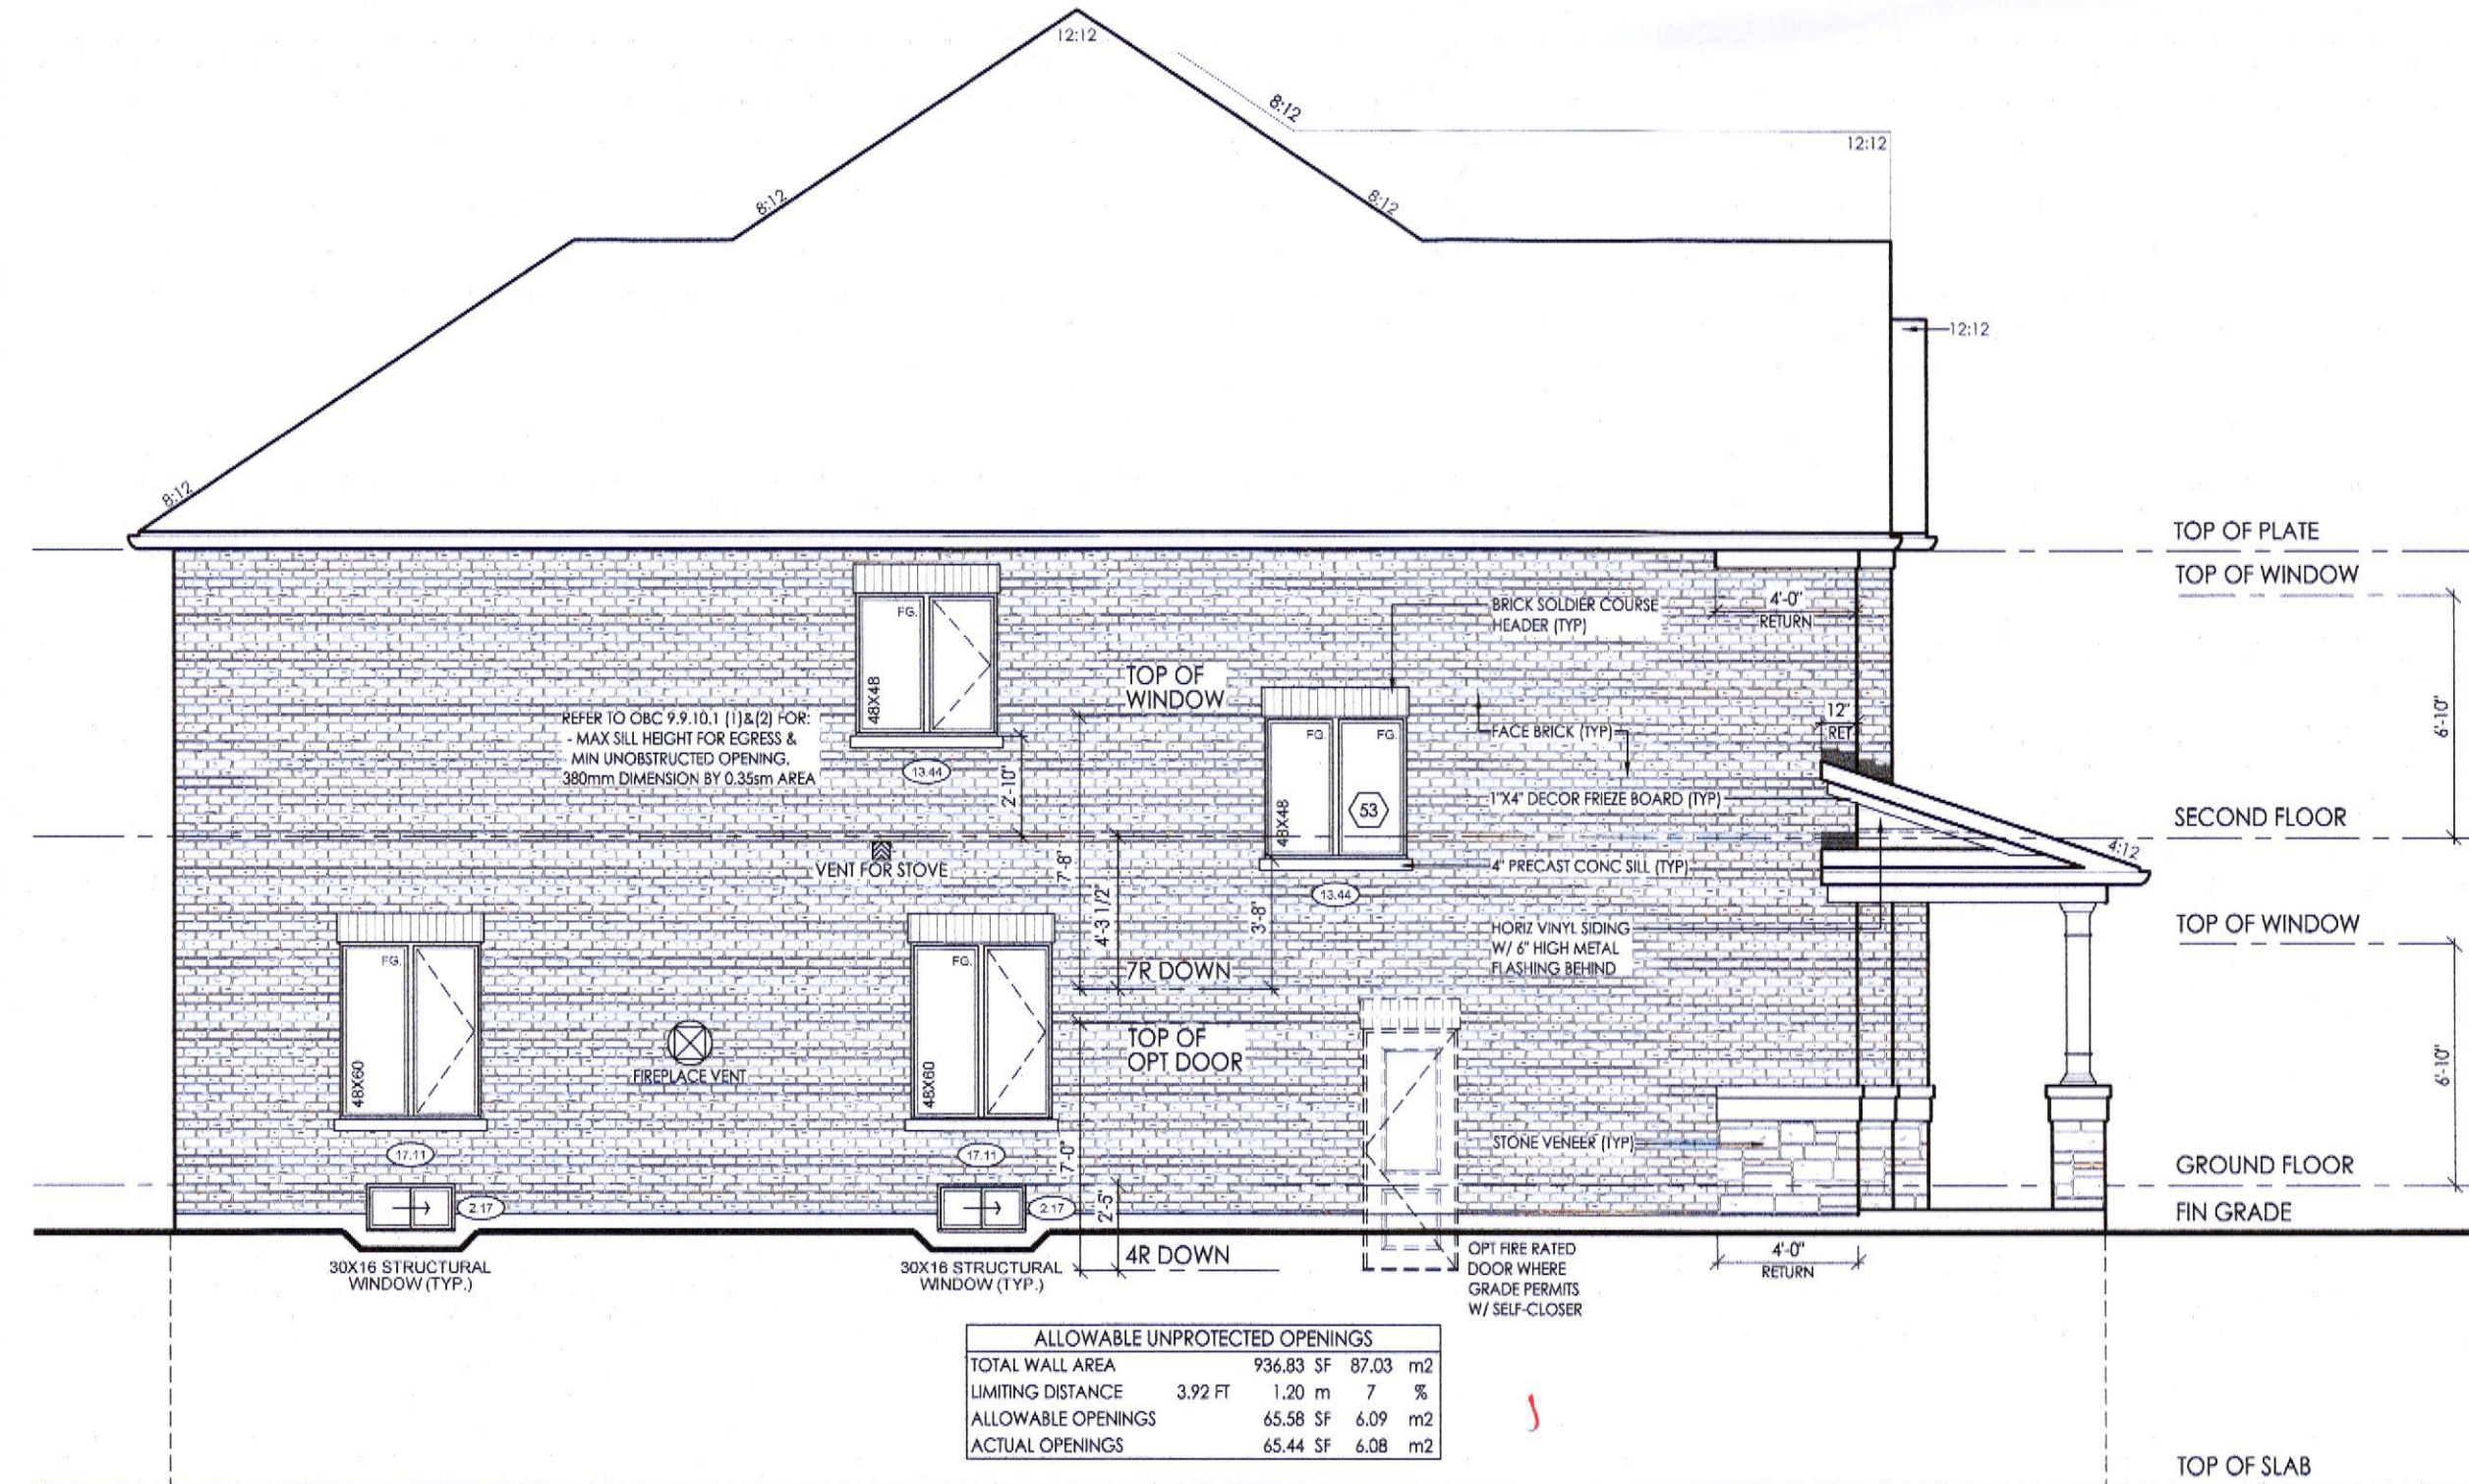 12:12
8:12
12:12
8:12
8:12
12:12
8:12
TOP OF PLATE
TOP OF WINDOW
FG.
48X48
13.44
2'-10"
REFER TO OBC 9.9.10.1 (1)&(2) FOR:
- MAX SILL HEIGHT FOR EGRESS &
MIN UNOBSTRUCTED OPENING.
380mm DIMENSION BY 0.35sm AREA
TOP OF
WINDOW
BRICK SOLDIER COURSE
HEADER (TYP)
4'-0"
RETURN
FG.
FG.
48X48
53
13.44
FACE BRICK (TYP)
12"
RET
6'-10"
1"X4" DECOR FRIEZE BOARD (TYP)
SECOND FLOOR
4:12
VENT FOR STOVE
7'-8"
4'-3 1/2"
3'-8"
4" PRECAST CONC SILL (TYP)
HORIZ VINYL SIDING
W/ 6" HIGH METAL
FLASHING BEHIND
TOP OF WINDOW
FG.
48X60
17.11
FIREPLACE VENT
FG.
48X60
17.11
7R DOWN
TOP OF
OPT DOOR
7'-0"
2'-5"
6'-10"
STONE VENEER (TYP)
GROUND FLOOR
FIN GRADE
2.17
2.17
30X16 STRUCTURAL
WINDOW (TYP.)
30X16 STRUCTURAL
WINDOW (TYP.)
4R DOWN
OPT FIRE RATED
DOOR WHERE
GRADE PERMITS
W/ SELF-CLOSER
4'-0"
RETURN
ALLOWABLE UNPROTECTED OPENINGS
TOTAL WALL AREA 936.83 SF 87.03 m2
LIMITING DISTANCE 3.92 FT 1.20 m 7 %
ALLOWABLE OPENINGS 65.58 SF 6.09 m2
ACTUAL OPENINGS 65.44 SF 6.08 m2
TOP OF SLAB